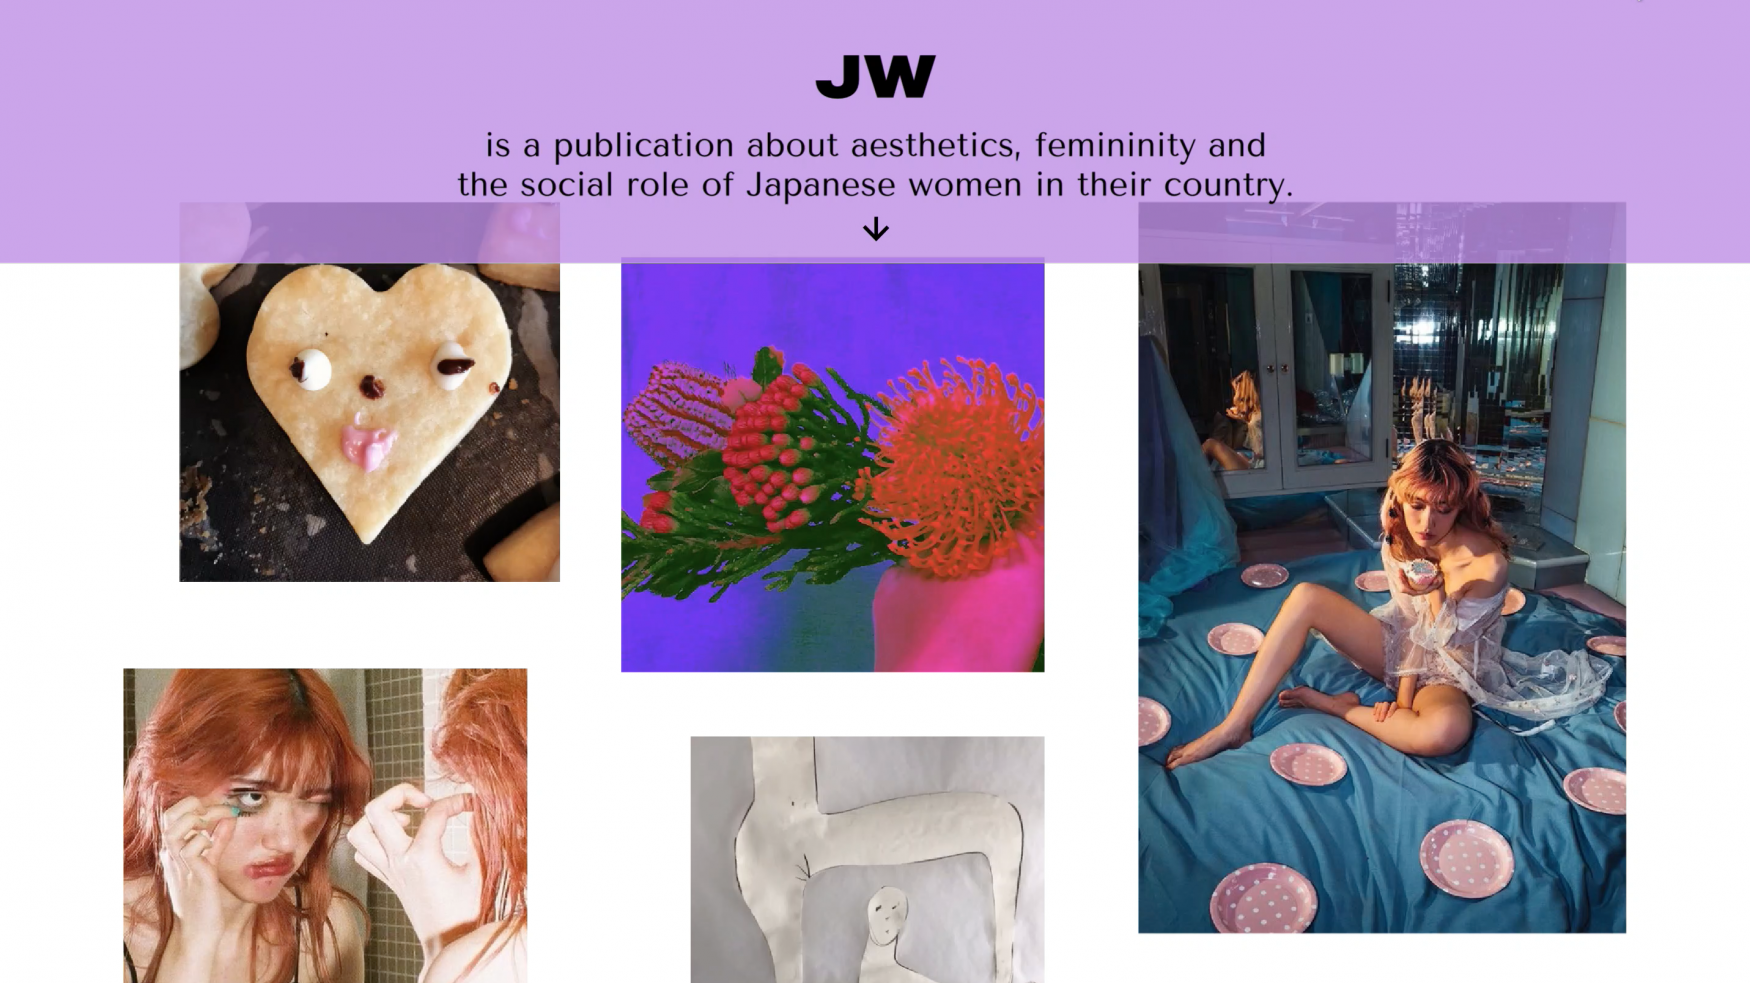 JW
is a publication about aesthetics, femininity and
the social role of Japanese women in their country.